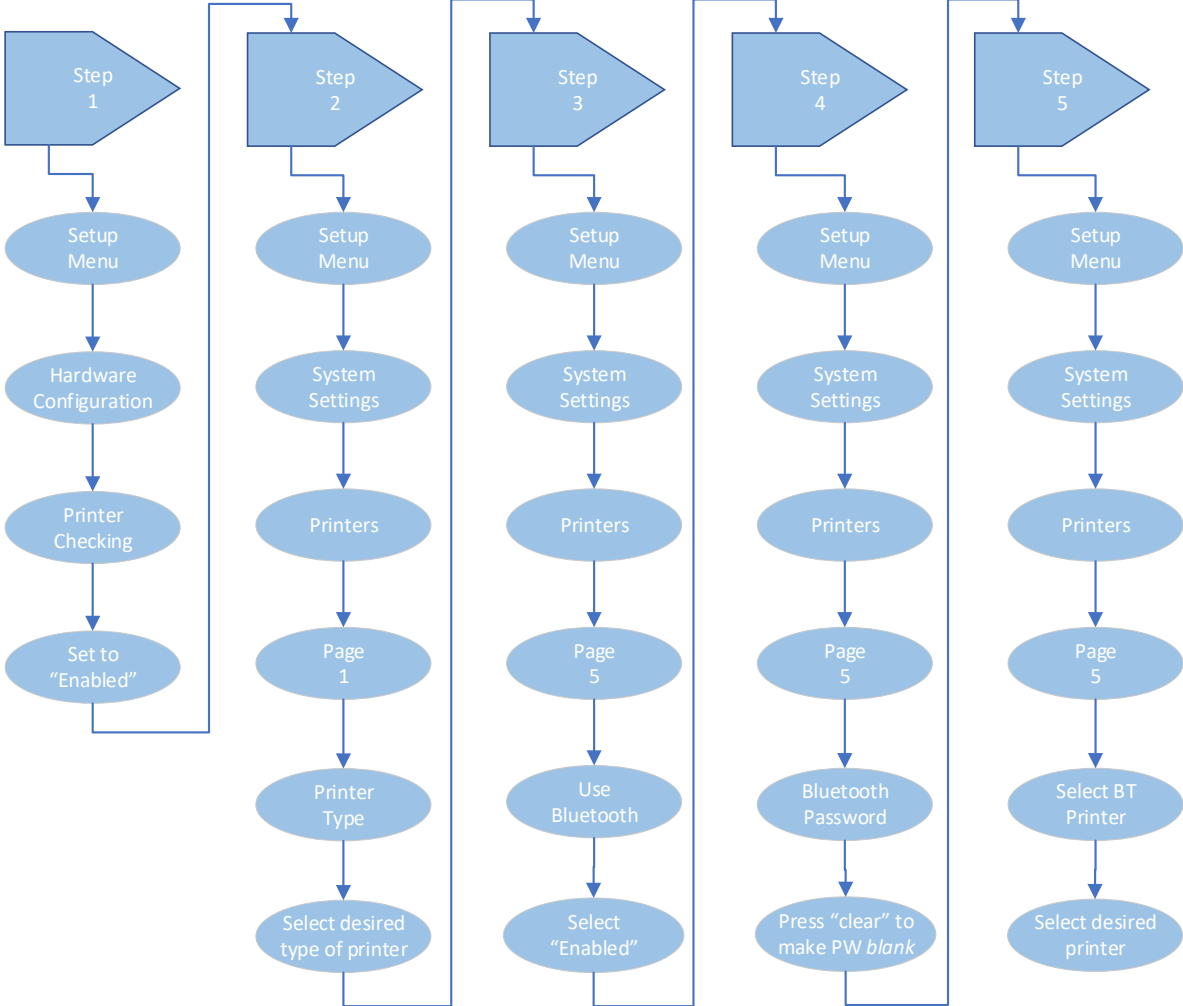 Step
1
Setup
Menu
Hardware
Configuration
Printer
Checking
Set to
“Enabled”
Step
2
Setup
Menu
System
Settings
Printers
Page
1
Printer
Type
Select desired
type of printer
Step
3
Setup
Menu
System
Settings
Printers
Page
5
Use
Bluetooth
Select
“Enabled”
Step
4
Setup
Menu
System
Settings
Printers
Page
5
Bluetooth
Password
Press “clear” to
make PW blank
Step
5
Setup
Menu
System
Settings
Printers
Page
5
Select BT
Printer
Select desired
printer